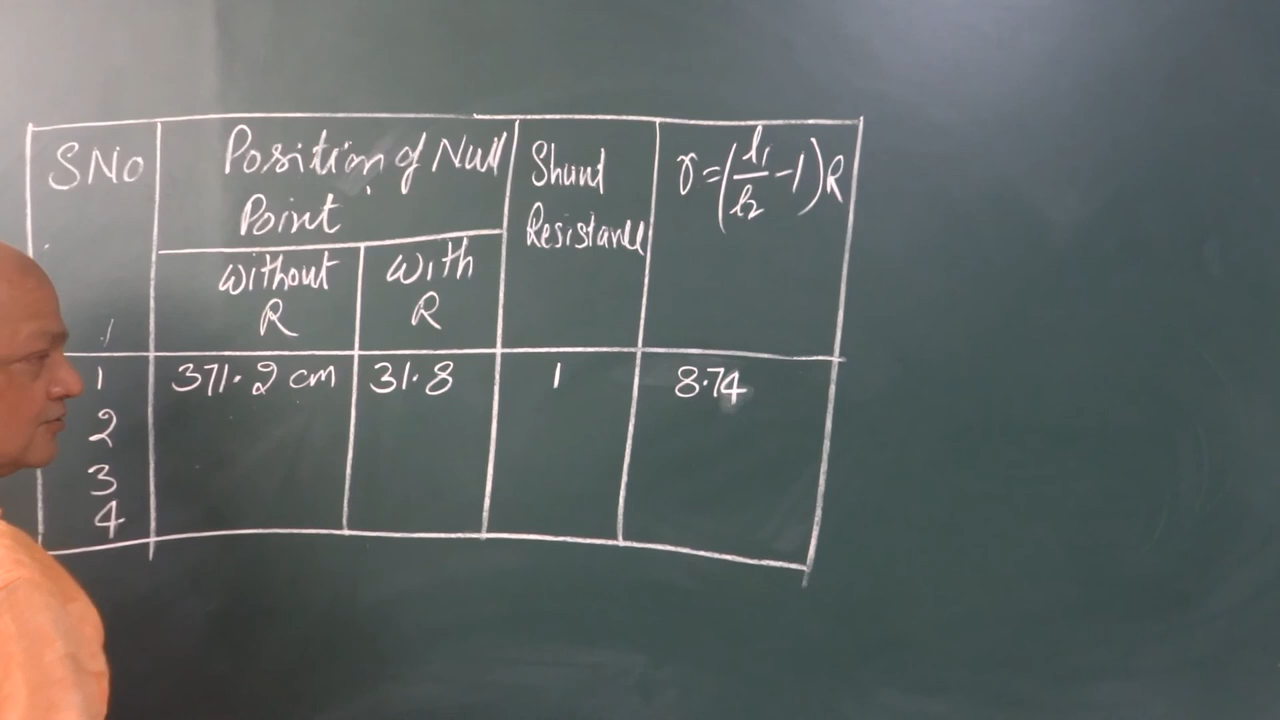 SNo
Position of Null
Point
Without
R
With
R
Shunt
Resistance
r = (l₁/l₂ - 1) R
1 371.2 cm 31.8 1 8.74
2
3
4